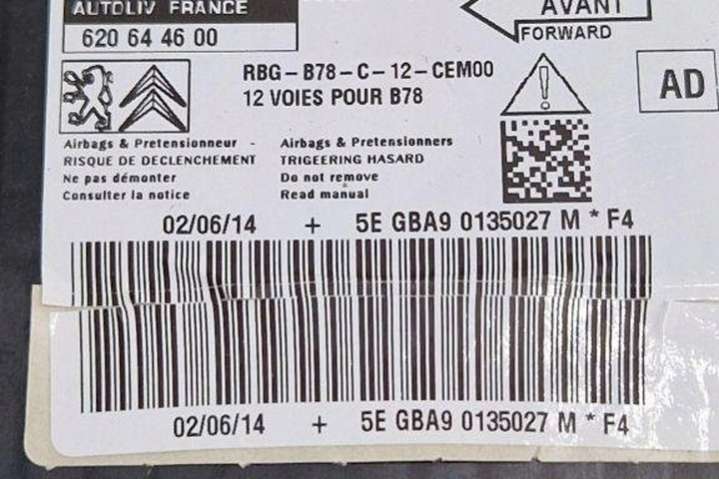 AUTOLIV FRANCE
620 64 46 00
AVANT
FORWARD
AD
RBG-B78-C-12-CEM00
12 VOIES POUR B78
Airbags & Pretensionneur -
RISQUE DE DECLENCHEMENT
Ne pas démonter
Consulter la notice
Airbags & Pretensionners
TRIGEERING HASARD
Do not remove
Read manual
02/06/14 + 5E GBA9 0135027 M * F4
02/06/14 + 5E GBA9 0135027 M * F4